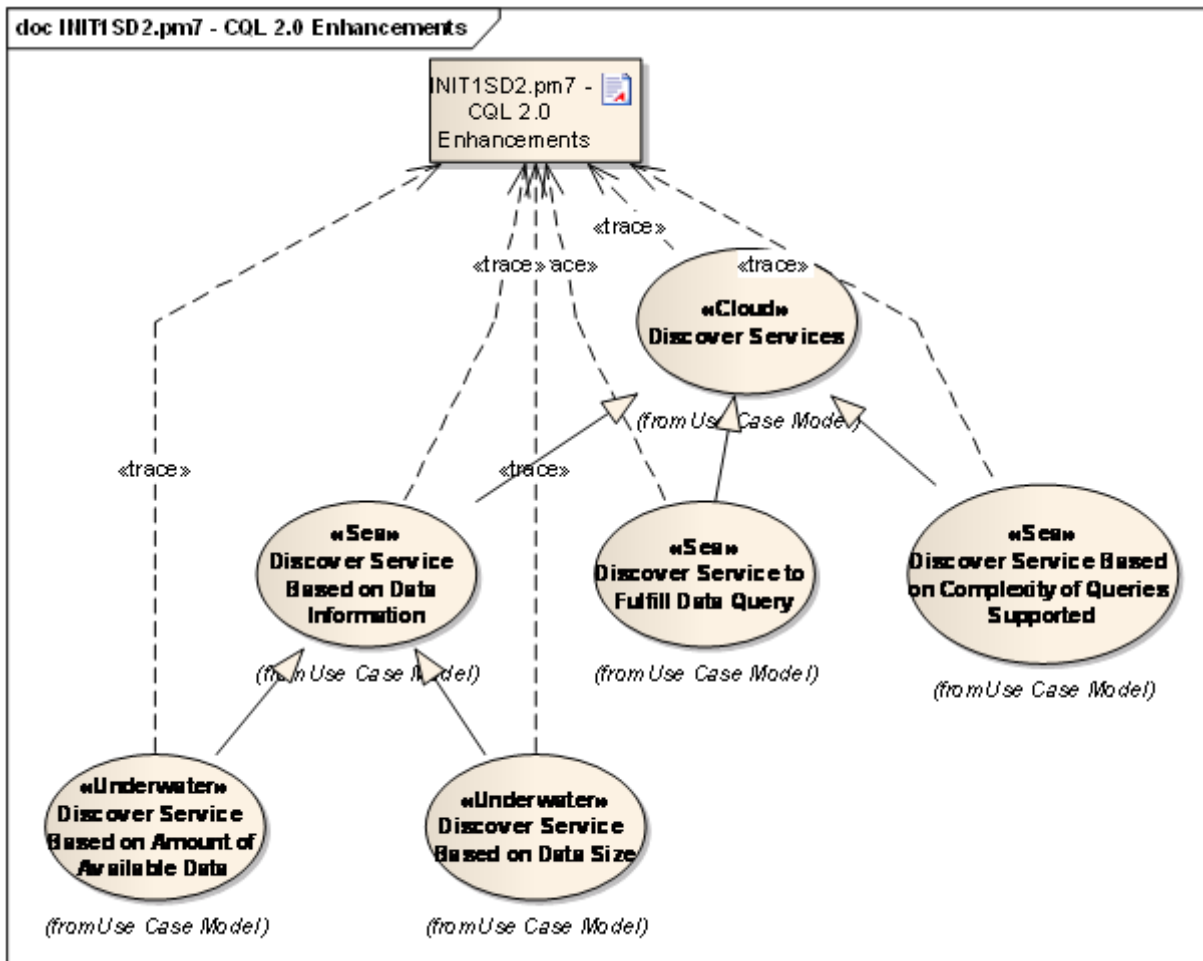 doc INIT1SD2.pm7 - CQL 2.0 Enhancements
INIT1SD2.pm7 -
CQL 2.0
Enhancements
«trace»
«trace»
ace»
«trace»
«Cloud»
Discover Services
(from Use Case Model)
«trace»
«trace»
«Sea»
Discover Service
Based on Data
Information
(from Use Case Model)
«Sea»
Discover Service to
Fulfill Data Query
(from Use Case Model)
«Sea»
Discover Service Based
on Complexity of Queries
Supported
(from Use Case Model)
«Underwater»
Discover Service
Based on Amount of
Available Data
(from Use Case Model)
«Underwater»
Discover Service
Based on Data Size
(from Use Case Model)